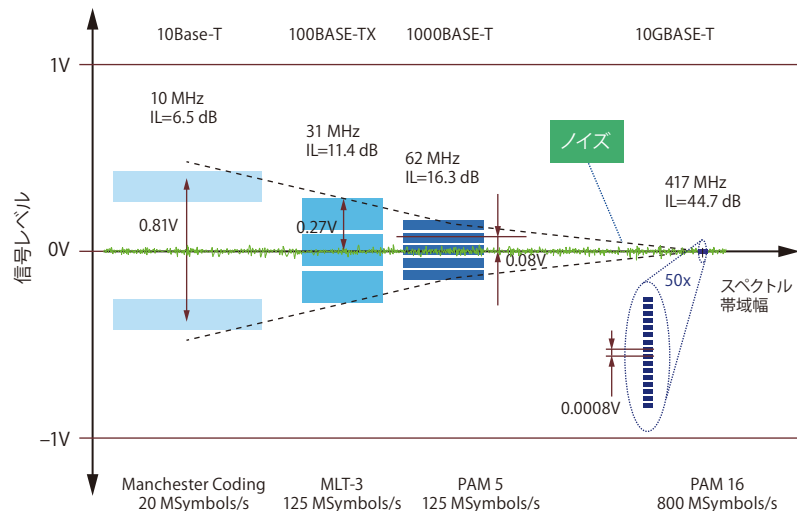 10Base-T
100BASE-TX
1000BASE-T
10GBASE-T
1V
10 MHz
IL=6.5 dB
31 MHz
IL=11.4 dB
62 MHz
IL=16.3 dB
ノイズ
417 MHz
IL=44.7 dB
信号レベル
0.81V
0.27V
0V
0.08V
50x
スペクトル
帯域幅
0.0008V
–1V
Manchester Coding
20 MSymbols/s
MLT-3
125 MSymbols/s
PAM 5
125 MSymbols/s
PAM 16
800 MSymbols/s